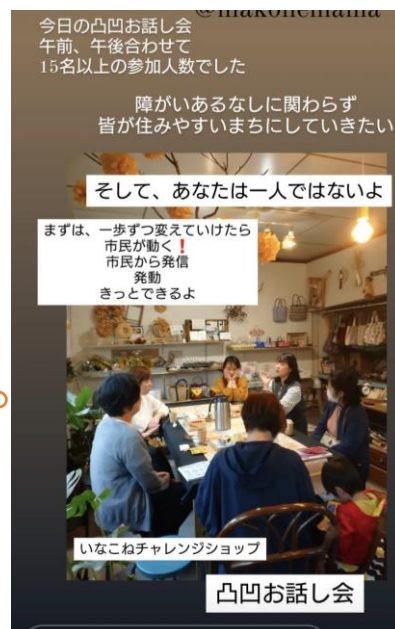 @makonemama
今日の凸凹お話し会
午前、午後合わせて
15名以上の参加人数でした
障がいあるなしに関わらず
皆が住みやすいまちにしていきたい
そして、あなたは一人ではないよ
まずは、一歩ずつ変えていけたら
市民が動く❗
市民から発信
発動
きっとできるよ
いなこねチャレンジショップ
凸凹お話し会